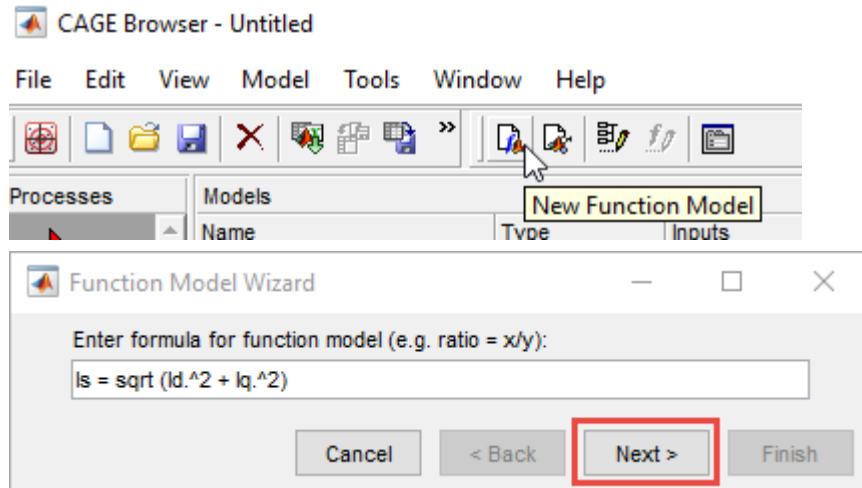 CAGE Browser - Untitled
File Edit View Model Tools Window Help
»
New Function Model
Processes Models
Name Type Inputs
Function Model Wizard
Enter formula for function model (e.g. ratio = x/y):
Is = sqrt (Id.^2 + Iq.^2)
Cancel < Back Next > Finish